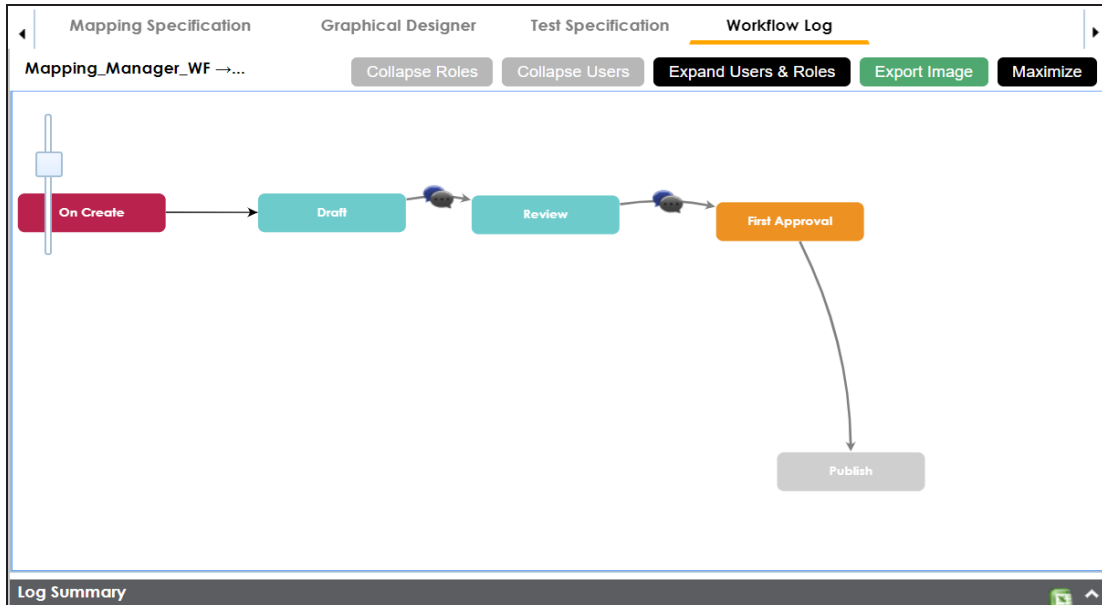 Mapping Specification Graphical Designer Test Specification Workflow Log
Mapping_Manager_WF →... Collapse Roles Collapse Users Expand Users & Roles Export Image Maximize
On Create Draft Review First Approval
Publish
Log Summary